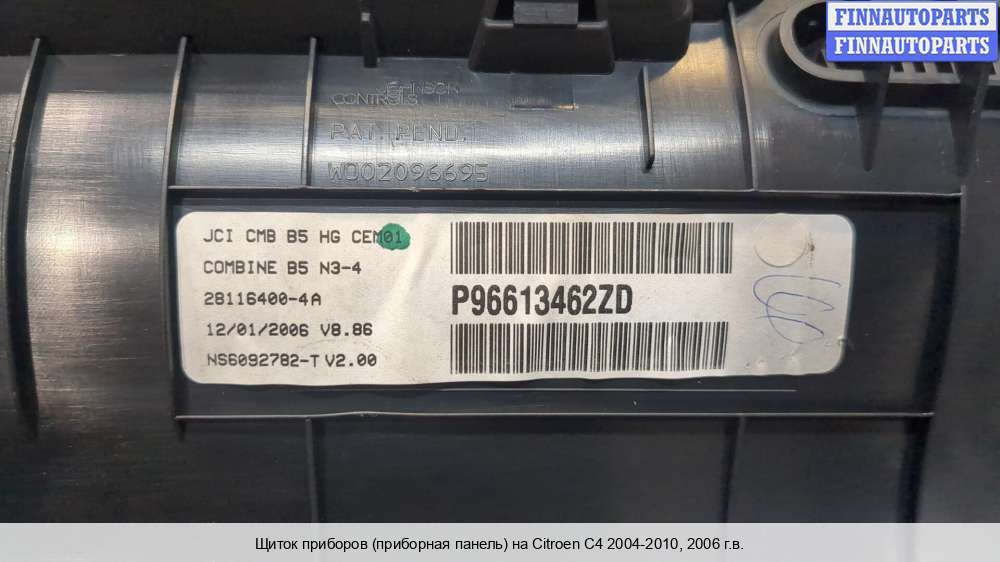 FINNAUTOPARTS
FINNAUTOPARTS
JOHNSON
CONTROLS
PAT. PEND.
W002096695
JCI CMB B5 HG CEM01
COMBINE B5 N3-4
28116400-4A
12/01/2006 V8.86
NS6092782-T V2.00
P96613462ZD
Щиток приборов (приборная панель) на Citroen C4 2004-2010, 2006 г.в.